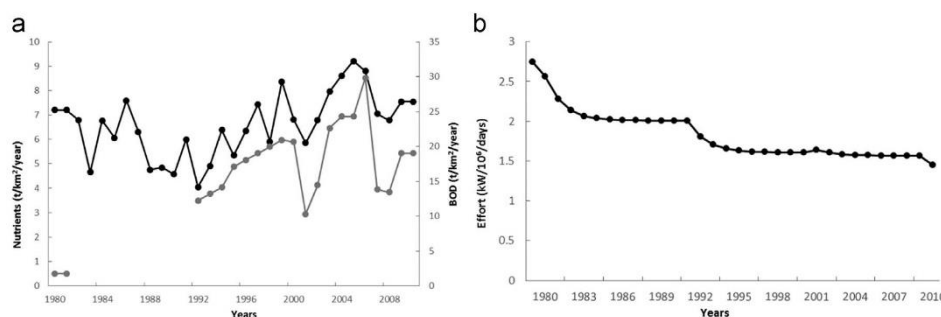 a
10
9
8
7
6
5
4
3
2
1
0
Nutrients (t/km²/year)
35
30
25
20
15
10
5
0
BOD (t/km²/year)
1980 1984 1988 1992 1996 2000 2004 2008
Years
b
3
2.5
2
1.5
1
0.5
0
Effort (kW/10⁶/days)
1980 1983 1986 1989 1992 1995 1998 2001 2004 2007 2010
Years